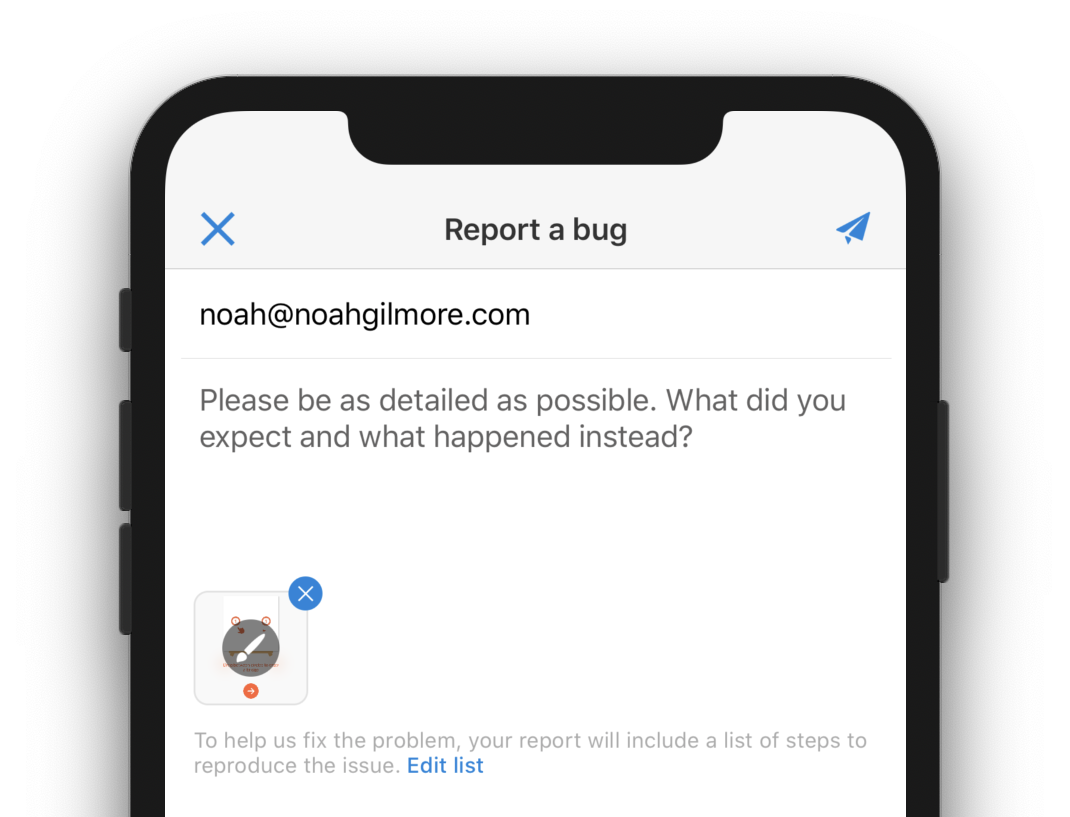 Report a bug
noah@noahgilmore.com
Please be as detailed as possible. What did you
expect and what happened instead?
To help us fix the problem, your report will include a list of steps to
reproduce the issue. Edit list